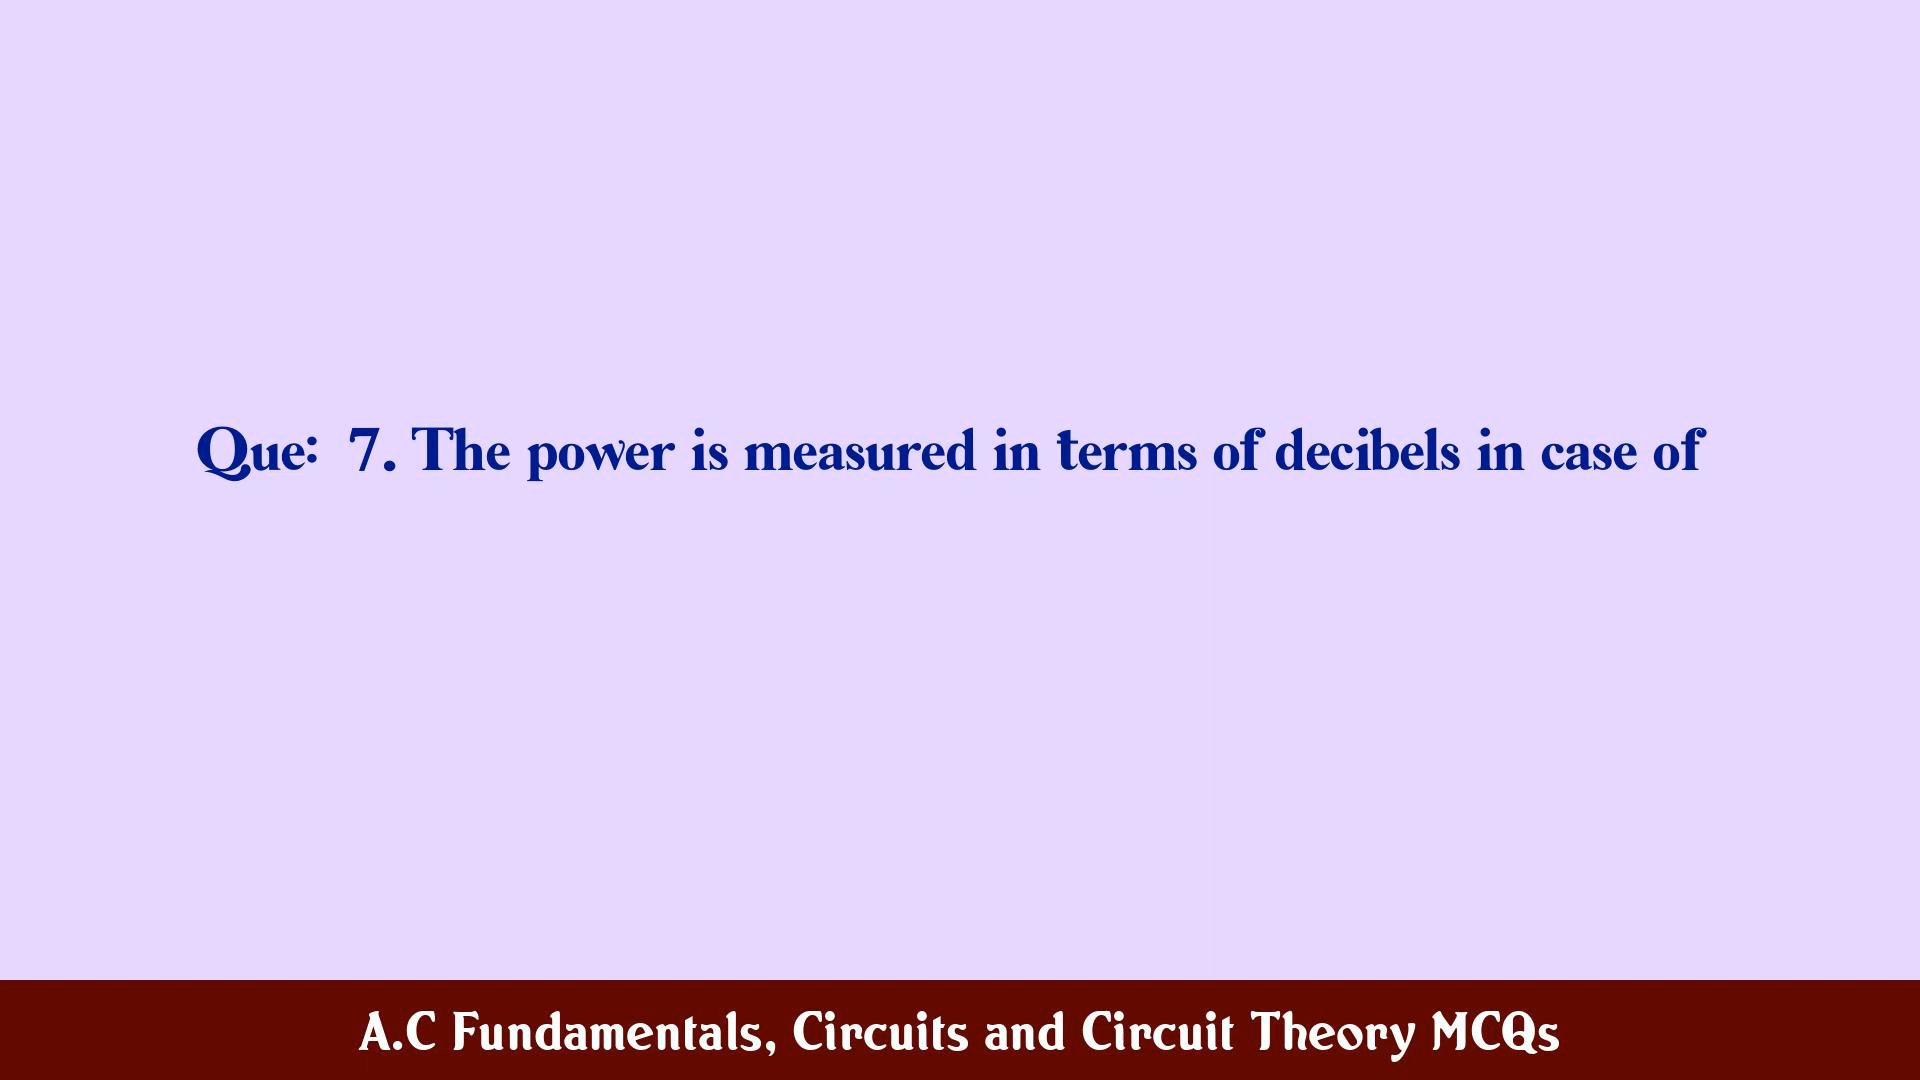 Que: 7. The power is measured in terms of decibels in case of
A.C Fundamentals, Circuits and Circuit Theory MCQs